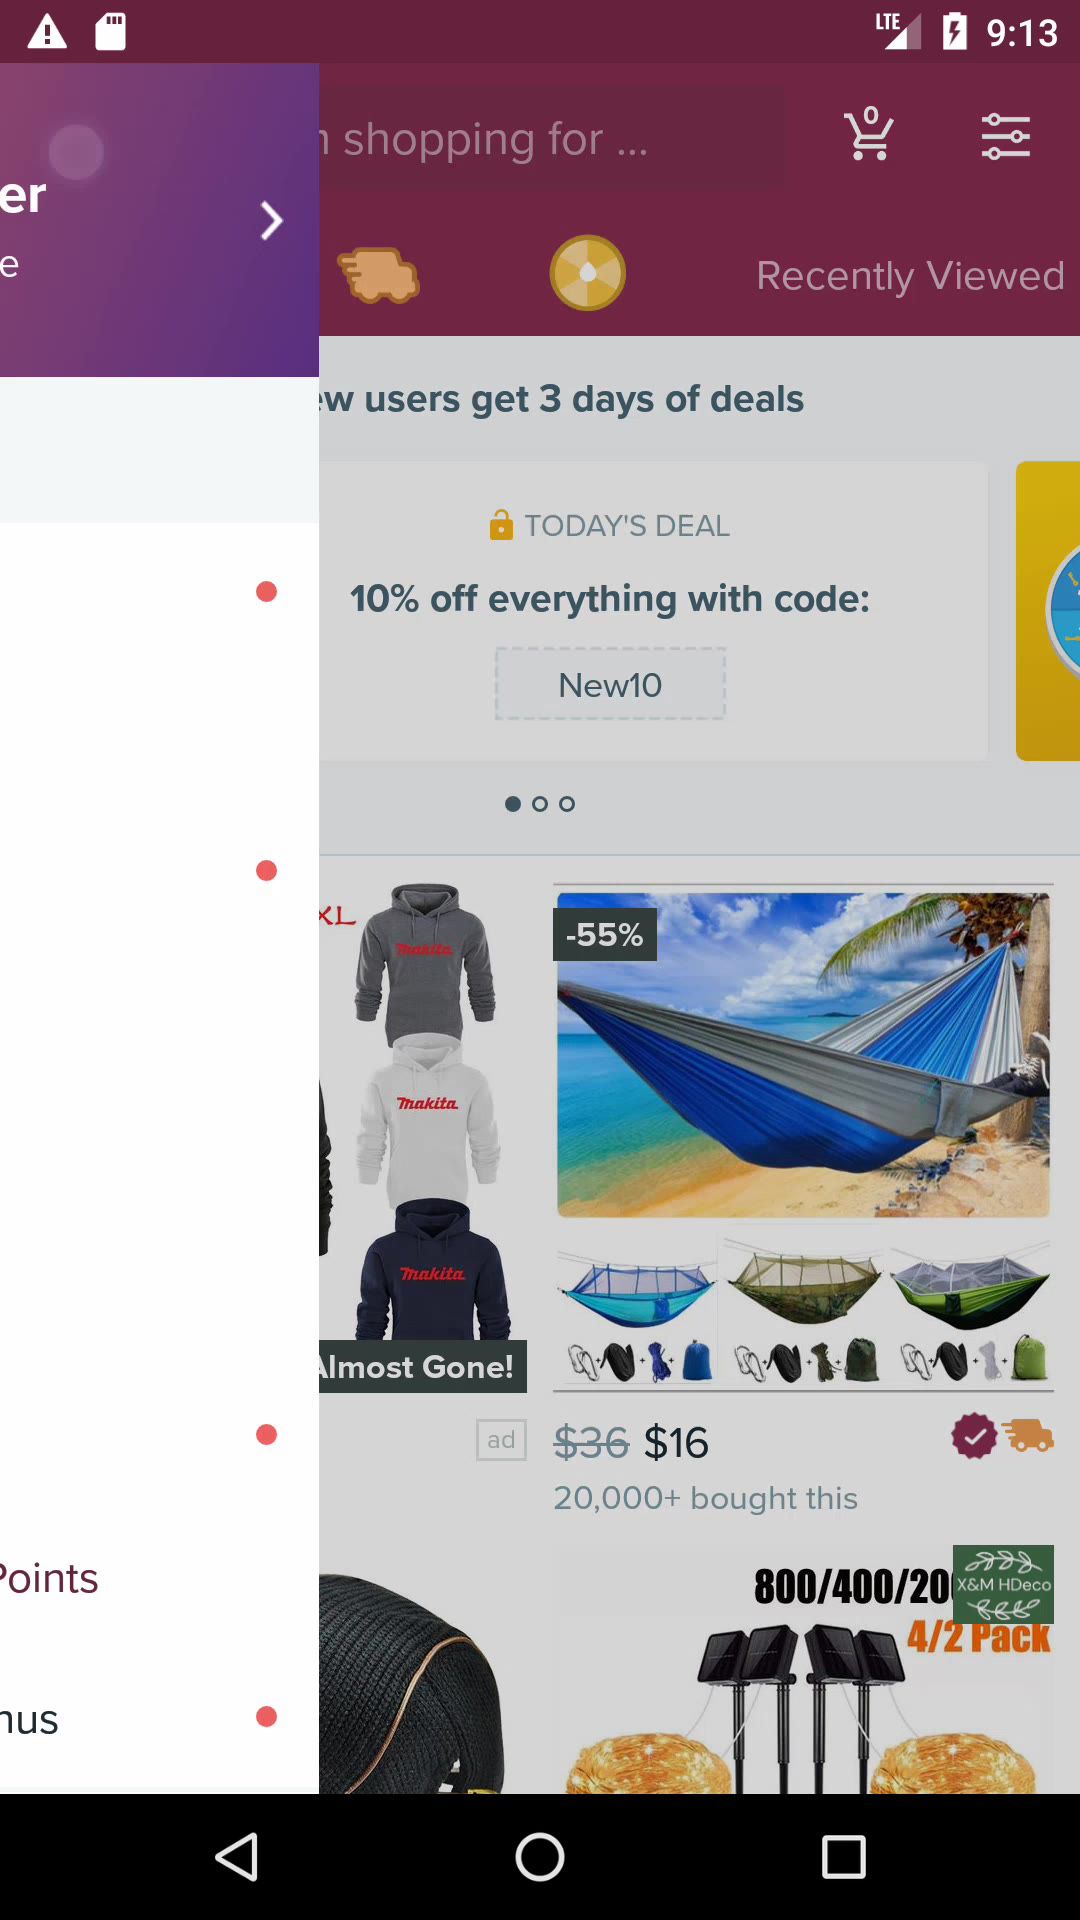 LTE
9:13
er
e
shopping for ...
0
Recently Viewed
ew users get 3 days of deals
TODAY'S DEAL
10% off everything with code:
New10
XL
Makita
Makita
Makita
Almost Gone!
ad
-55%
$36 $16
20,000+ bought this
Points
nus
800/400/200
X&M HDeco
4/2 Pack